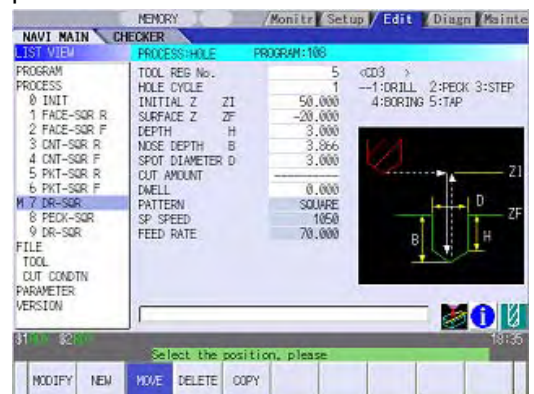 MEMORY
Monitr Setup Edit Diagn Mainte
NAVI MAIN CHECKER
LIST VIEW
PROCESS:HOLE PROGRAM:108
PROGRAM
PROCESS
0 INIT
1 FACE-SQR R
2 FACE-SQR F
3 CNT-SQR R
4 CNT-SQR F
5 PKT-SQR R
6 PKT-SQR F
M 7 DR-SQR
8 PECK-SQR
9 DR-SQR
FILE
TOOL
CUT CONDTN
PARAMETER
VERSION
TOOL REG No. 5 <CD3 >
HOLE CYCLE 1 --1:DRILL 2:PECK 3:STEP
INITIAL Z ZI 50.000 4:BORING 5:TAP
SURFACE Z ZF -20.000
DEPTH H 3.000
NOSE DEPTH B 3.866
SPOT DIAMETER D 3.000
CUT AMOUNT
DWELL 0.000
PATTERN SQUARE
SP SPEED 1050
FEED RATE 70.000
ZI
D
ZF
B
H
$1 $2
18:35
Select the position, please
MODIFY NEW MOVE DELETE COPY